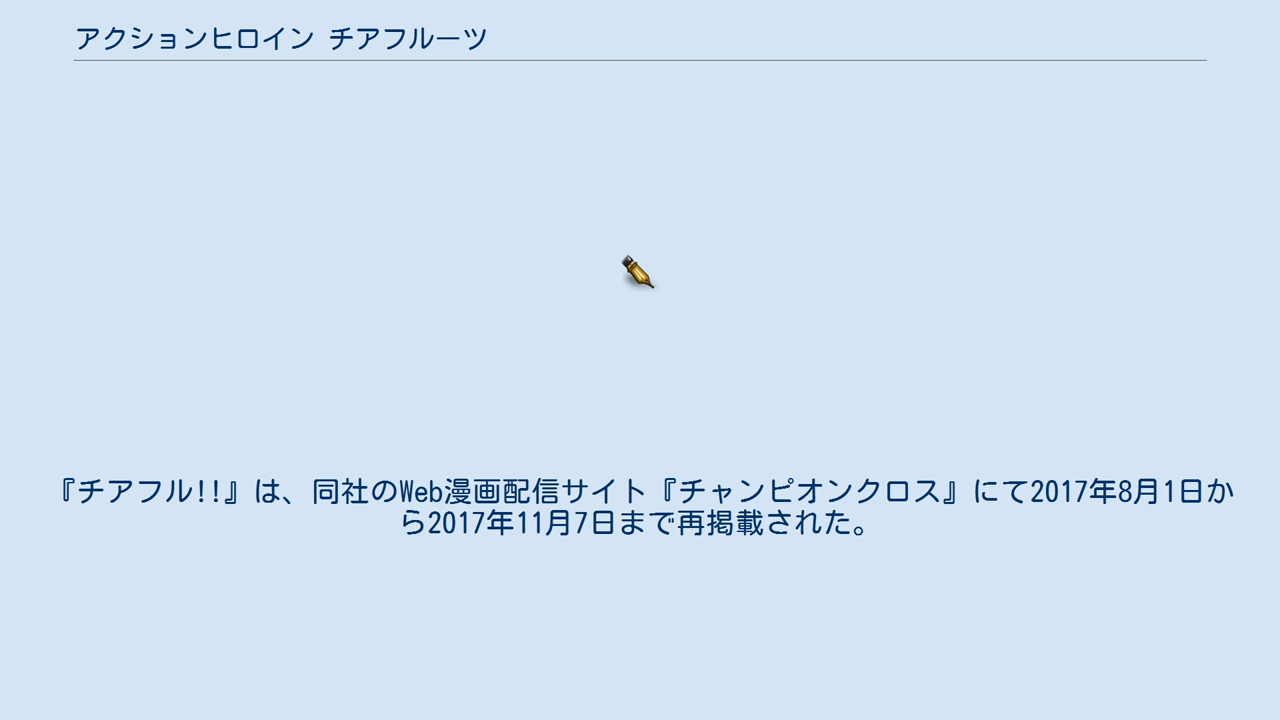 アクションヒロイン チアフルーツ
『チアフル!!』は、同社のWeb漫画配信サイト『チャンピオンクロス』にて2017年8月1日か
ら2017年11月7日まで再掲載された。